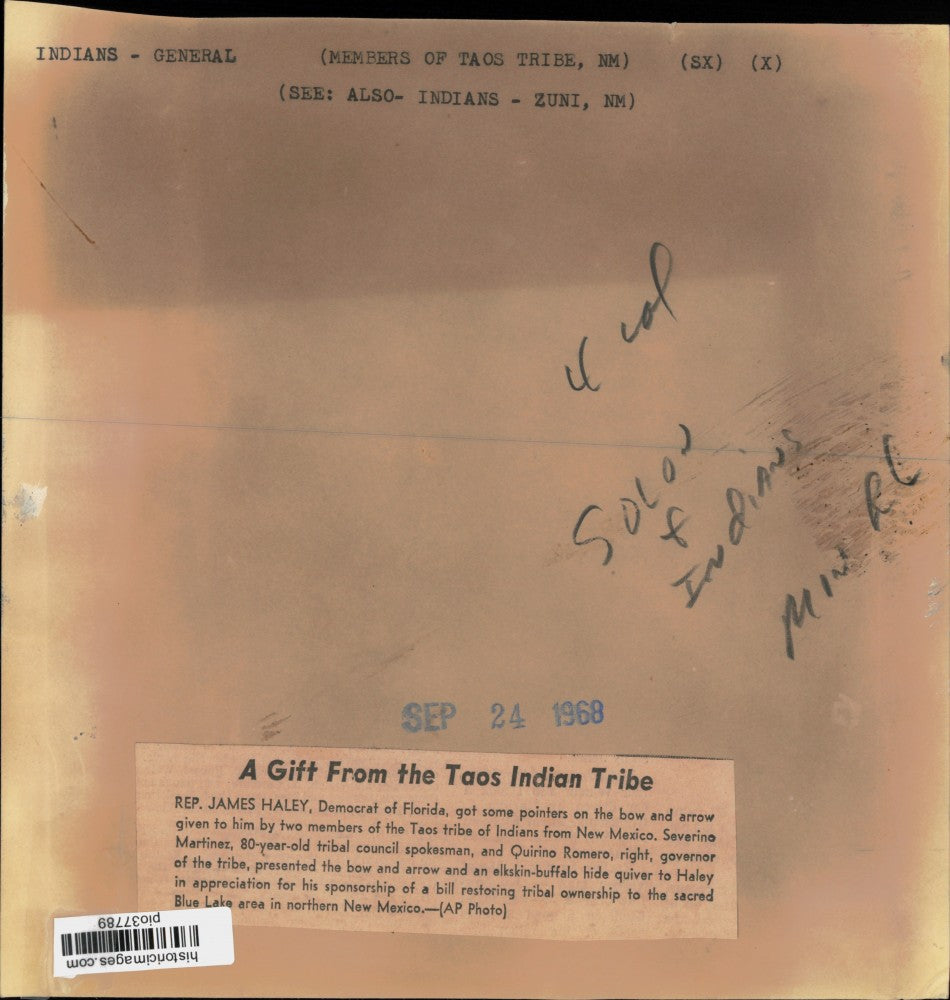 INDIANS - GENERAL (MEMBERS OF TAOS TRIBE, NM) (SX) (X)
(SEE: ALSO- INDIANS - ZUNI, NM)
4 col
SOLON
&
INDIANS
MIN RL
SEP 24 1968
A Gift From the Taos Indian Tribe
REP. JAMES HALEY, Democrat of Florida, got some pointers on the bow and arrow
given to him by two members of the Taos tribe of Indians from New Mexico. Severino
Martinez, 80-year-old tribal council spokesman, and Quirino Romero, right, governor
of the tribe, presented the bow and arrow and an elkskin-buffalo hide quiver to Haley
in appreciation for his sponsorship of a bill restoring tribal ownership to the sacred
Blue Lake area in northern New Mexico.—(AP Photo)
historicimages.com
pio37789